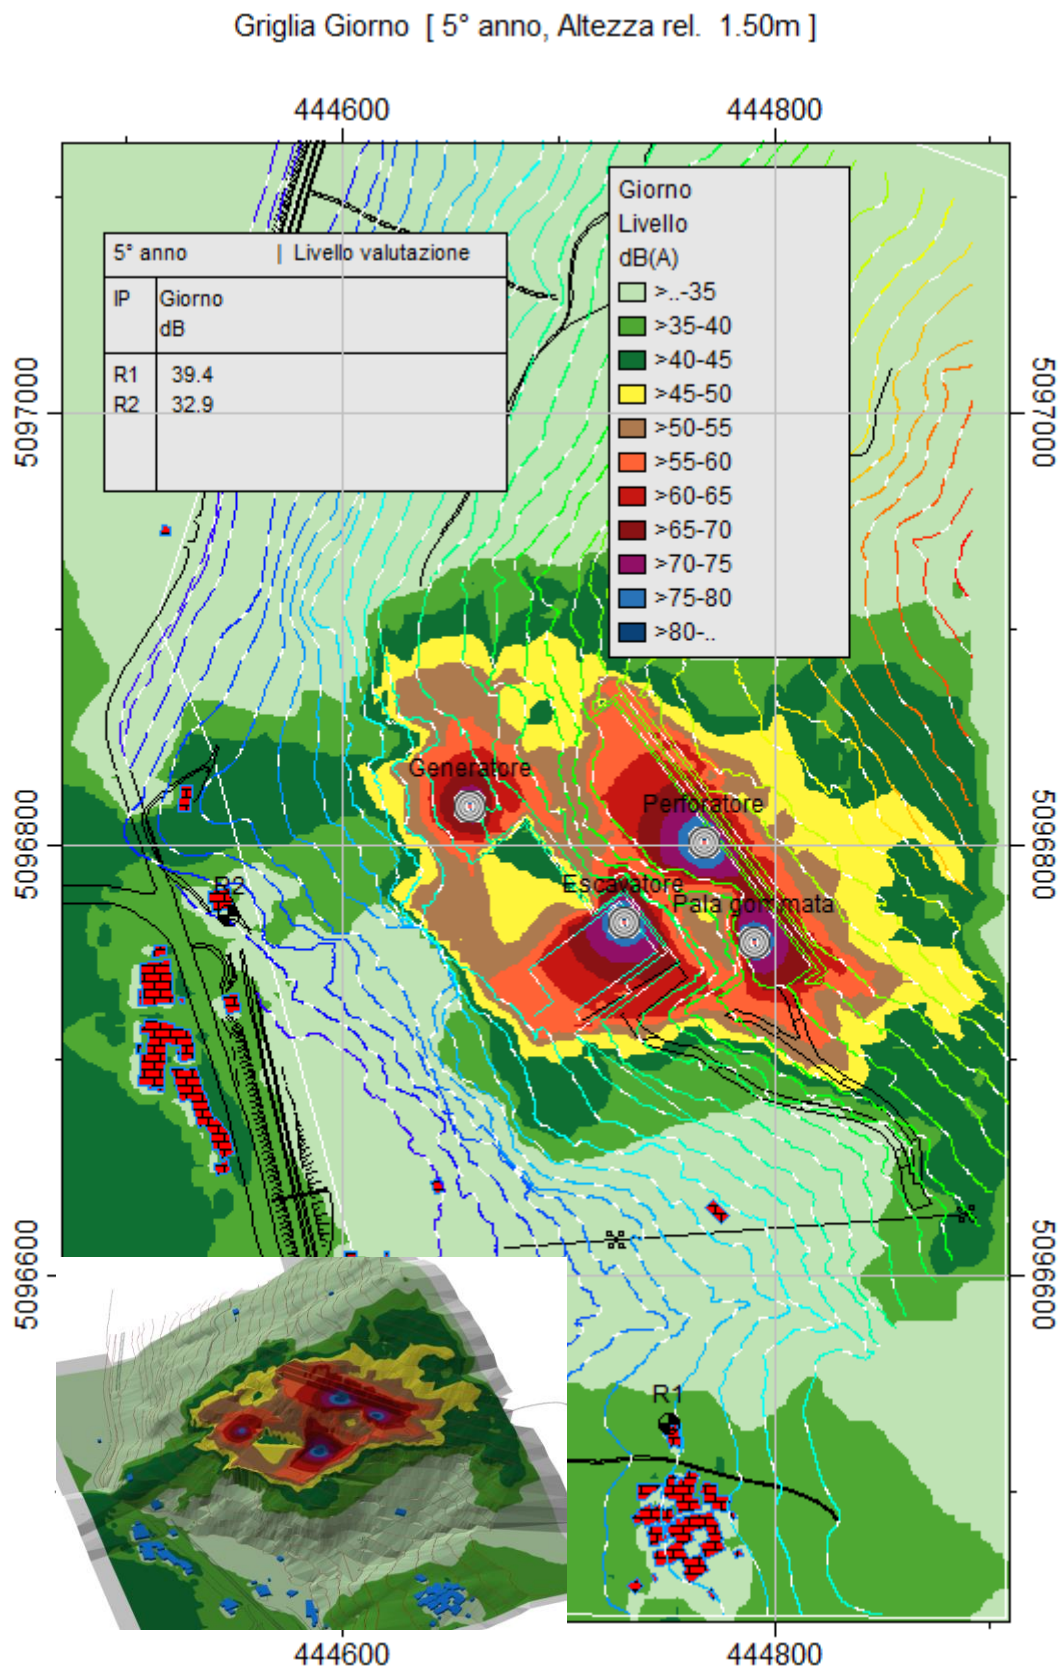 Griglia Giorno [ 5° anno, Altezza rel. 1.50m ]
444600 444800
Giorno
Livello
dB(A)
>..-35
>35-40
>40-45
>45-50
>50-55
>55-60
>60-65
>65-70
>70-75
>75-80
>80-..
5° anno | Livello valutazione
IP Giorno
dB
R1 39.4
R2 32.9
5097000 5097000
Generatore
Perforatore
5096800 5096800
Escavatore
R2
Pala gommata
5096600 5096600
R1
444600 444800